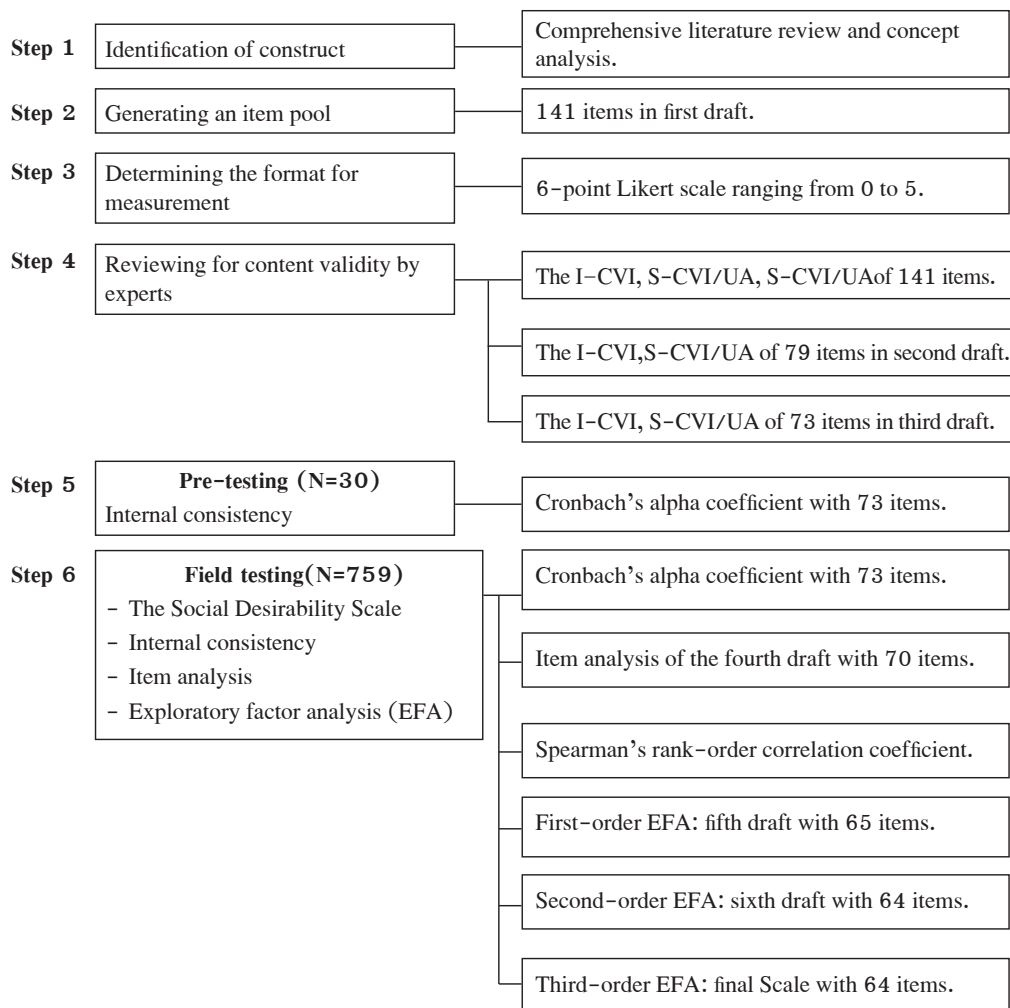 Step 1
Identification of construct
Comprehensive literature review and concept
analysis.
Step 2
Generating an item pool
141 items in first draft.
Step 3
Determining the format for
measurement
6-point Likert scale ranging from 0 to 5.
Step 4
Reviewing for content validity by
experts
The I-CVI, S-CVI/UA, S-CVI/UAof 141 items.
The I-CVI,S-CVI/UA of 79 items in second draft.
The I-CVI, S-CVI/UA of 73 items in third draft.
Step 5
Pre-testing (N=30)
Internal consistency
Cronbach's alpha coefficient with 73 items.
Step 6
Field testing(N=759)
- The Social Desirability Scale
- Internal consistency
- Item analysis
- Exploratory factor analysis (EFA)
Cronbach's alpha coefficient with 73 items.
Item analysis of the fourth draft with 70 items.
Spearman's rank-order correlation coefficient.
First-order EFA: fifth draft with 65 items.
Second-order EFA: sixth draft with 64 items.
Third-order EFA: final Scale with 64 items.